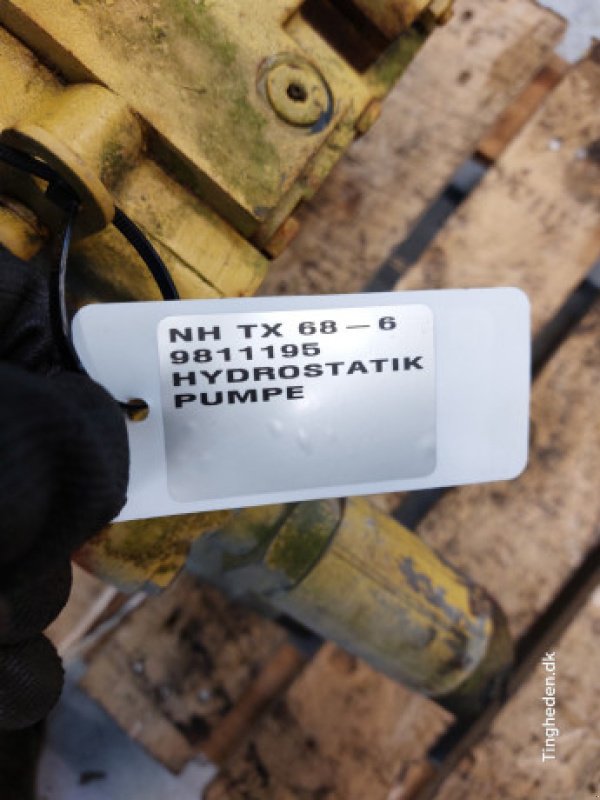 NH TX 68 – 6
9811195
HYDROSTATIK
PUMPE
Tingheden.dk